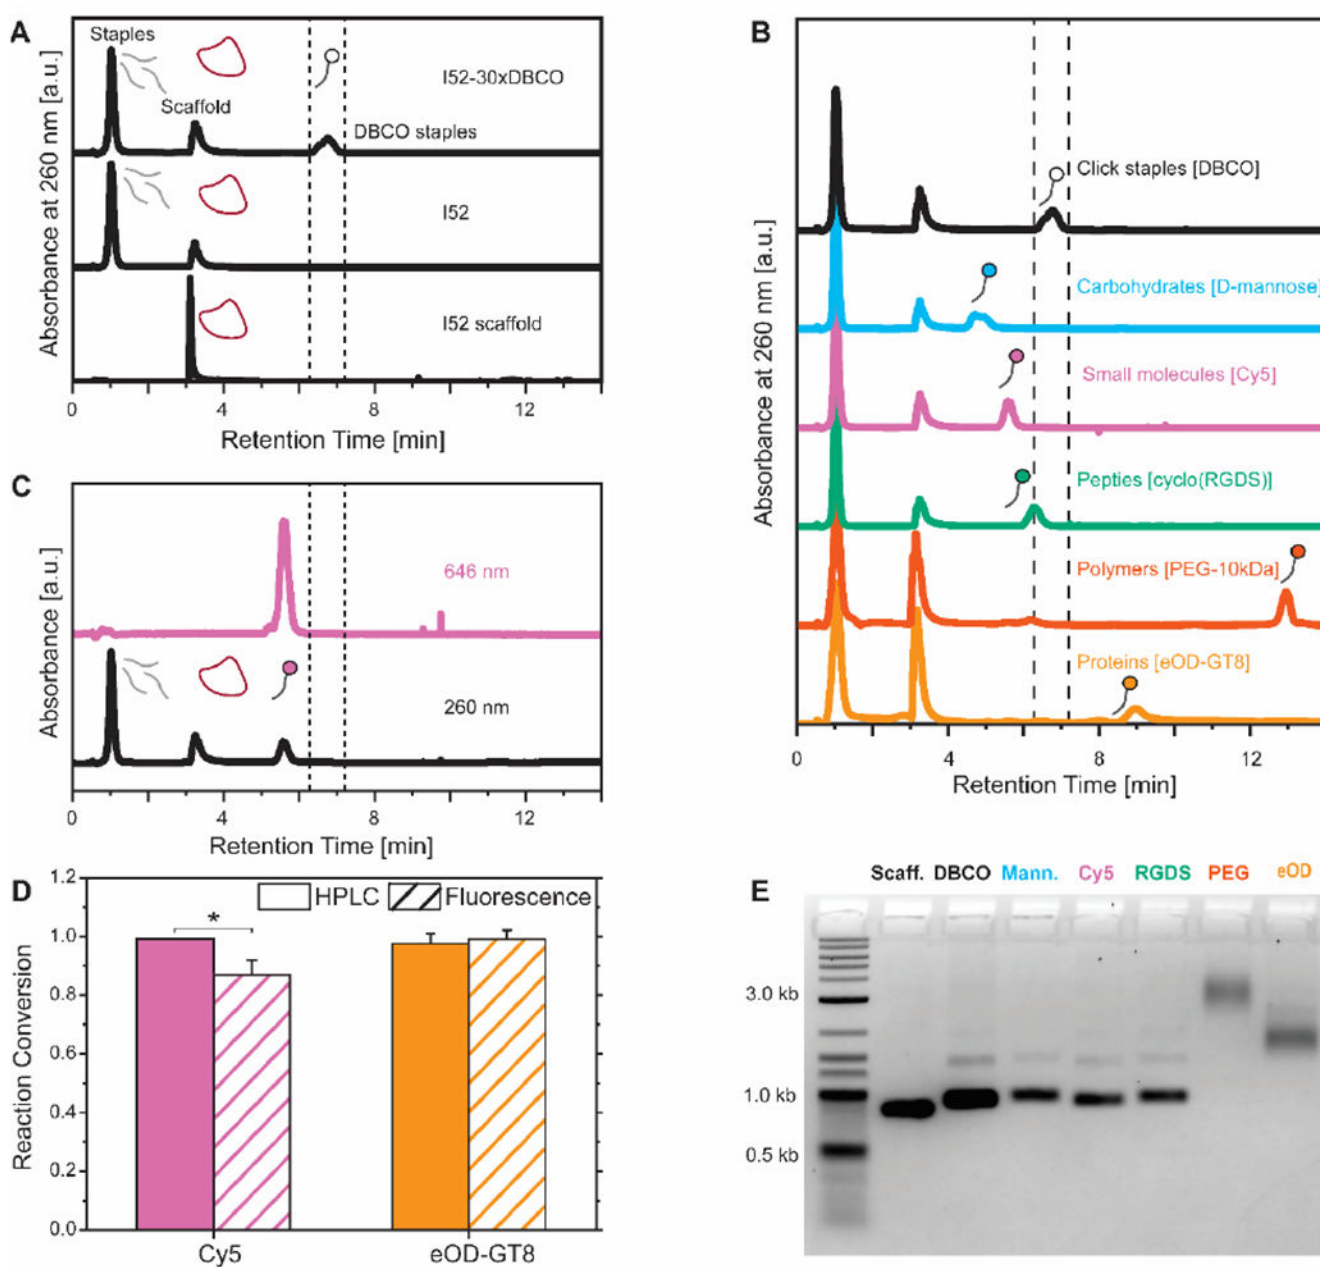 A
Staples
Scaffold
I52-30xDBCO
DBCO staples
I52
I52 scaffold
Absorbance at 260 nm [a.u.]
0 4 8 12
Retention Time [min]
B
Click staples [DBCO]
Carbohydrates [D-mannose]
Small molecules [Cy5]
Pepties [cyclo(RGDS)]
Polymers [PEG-10kDa]
Proteins [eOD-GT8]
Absorbance at 260 nm [a.u.]
0 4 8 12
Retention Time [min]
C
646 nm
260 nm
Absorbance [a.u.]
0 4 8 12
Retention Time [min]
D
1.2
1.0
0.8
0.6
0.4
0.2
0.0
Reaction Conversion
HPLC Fluorescence
*
Cy5 eOD-GT8
E
Scaff. DBCO Mann. Cy5 RGDS PEG eOD
3.0 kb
1.0 kb
0.5 kb